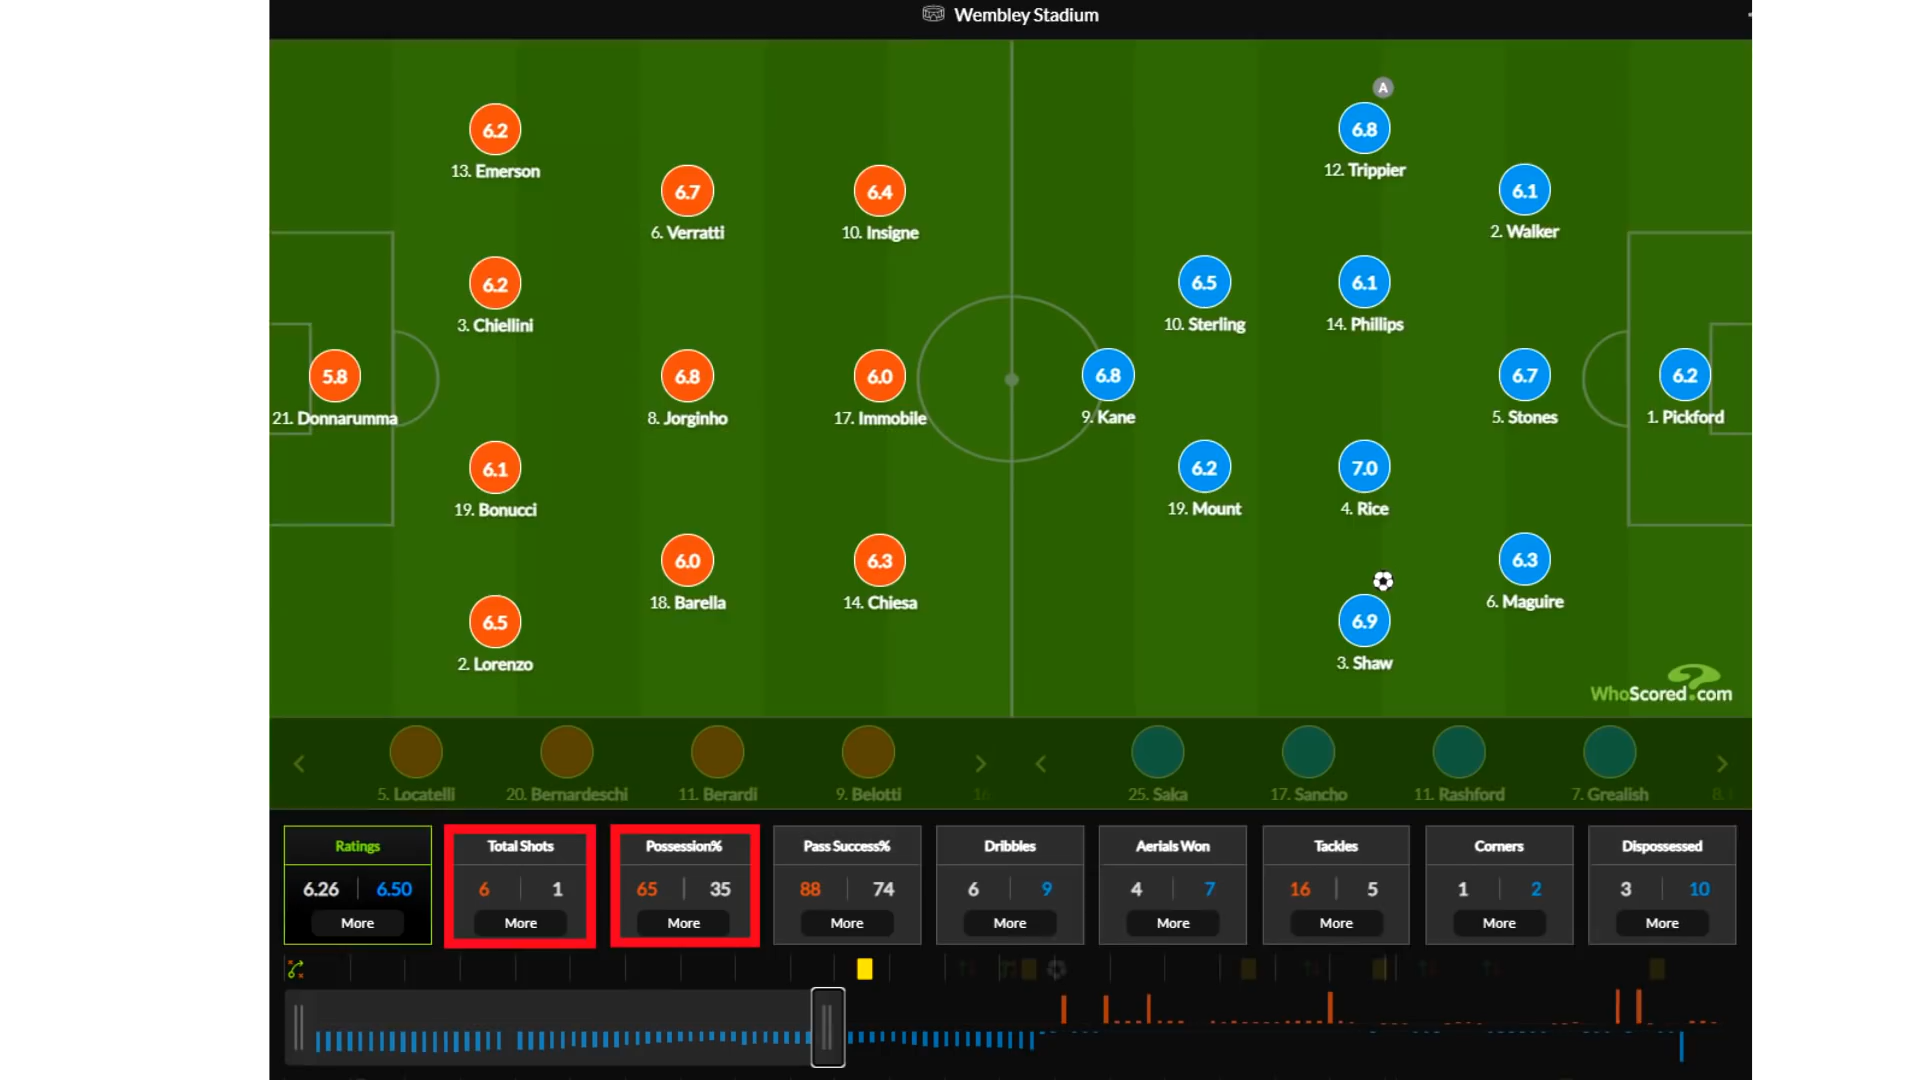 Wembley Stadium
A
6.2
13. Emerson
6.7
6. Verratti
6.4
10. Insigne
6.8
12. Trippier
6.1
2. Walker
6.2
3. Chiellini
6.5
10. Sterling
6.1
14. Phillips
5.8
21. Donnarumma
6.8
8. Jorginho
6.0
17. Immobile
6.8
9. Kane
6.7
5. Stones
6.2
1. Pickford
6.1
19. Bonucci
6.2
19. Mount
7.0
4. Rice
6.0
18. Barella
6.3
14. Chiesa
6.3
6. Maguire
6.5
2. Lorenzo
6.9
3. Shaw
WhoScored.com
5. Locatelli
20. Bernardeschi
11. Berardi
9. Belotti
16
25. Saka
17. Sancho
11. Rashford
7. Grealish
8.
Ratings
6.26 6.50
More
Total Shots
6 1
More
Possession%
65 35
More
Pass Success%
88 74
More
Dribbles
6 9
More
Aerials Won
4 7
More
Tackles
16 5
More
Corners
1 2
More
Dispossessed
3 10
More